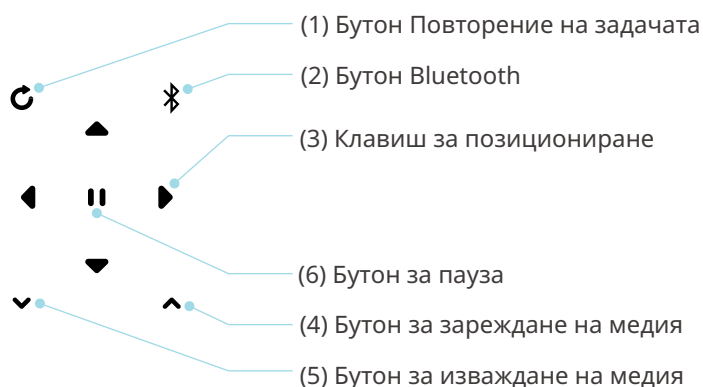 (1) Бутон Повторение на задачата
(2) Бутон Bluetooth
(3) Клавиш за позициониране
(6) Бутон за пауза
(4) Бутон за зареждане на медия
(5) Бутон за изваждане на медия